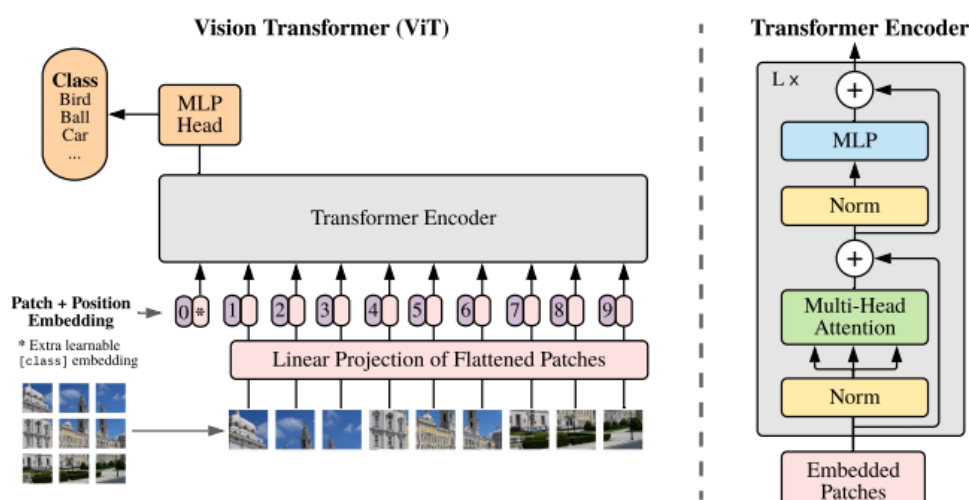 Vision Transformer (ViT)
Class
Bird
Ball
Car
...
MLP
Head
Transformer Encoder
Patch + Position
Embedding
* Extra learnable
[class] embedding
0 * 1 2 3 4 5 6 7 8 9
Linear Projection of Flattened Patches
Transformer Encoder
L ×
+
MLP
Norm
+
Multi-Head
Attention
Norm
Embedded
Patches